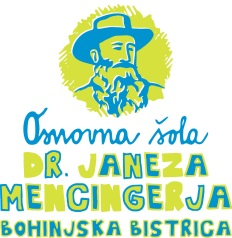 Osnovna šola
DR. JANEZA
MENCINGERJA
BOHINJSKA BISTRICA